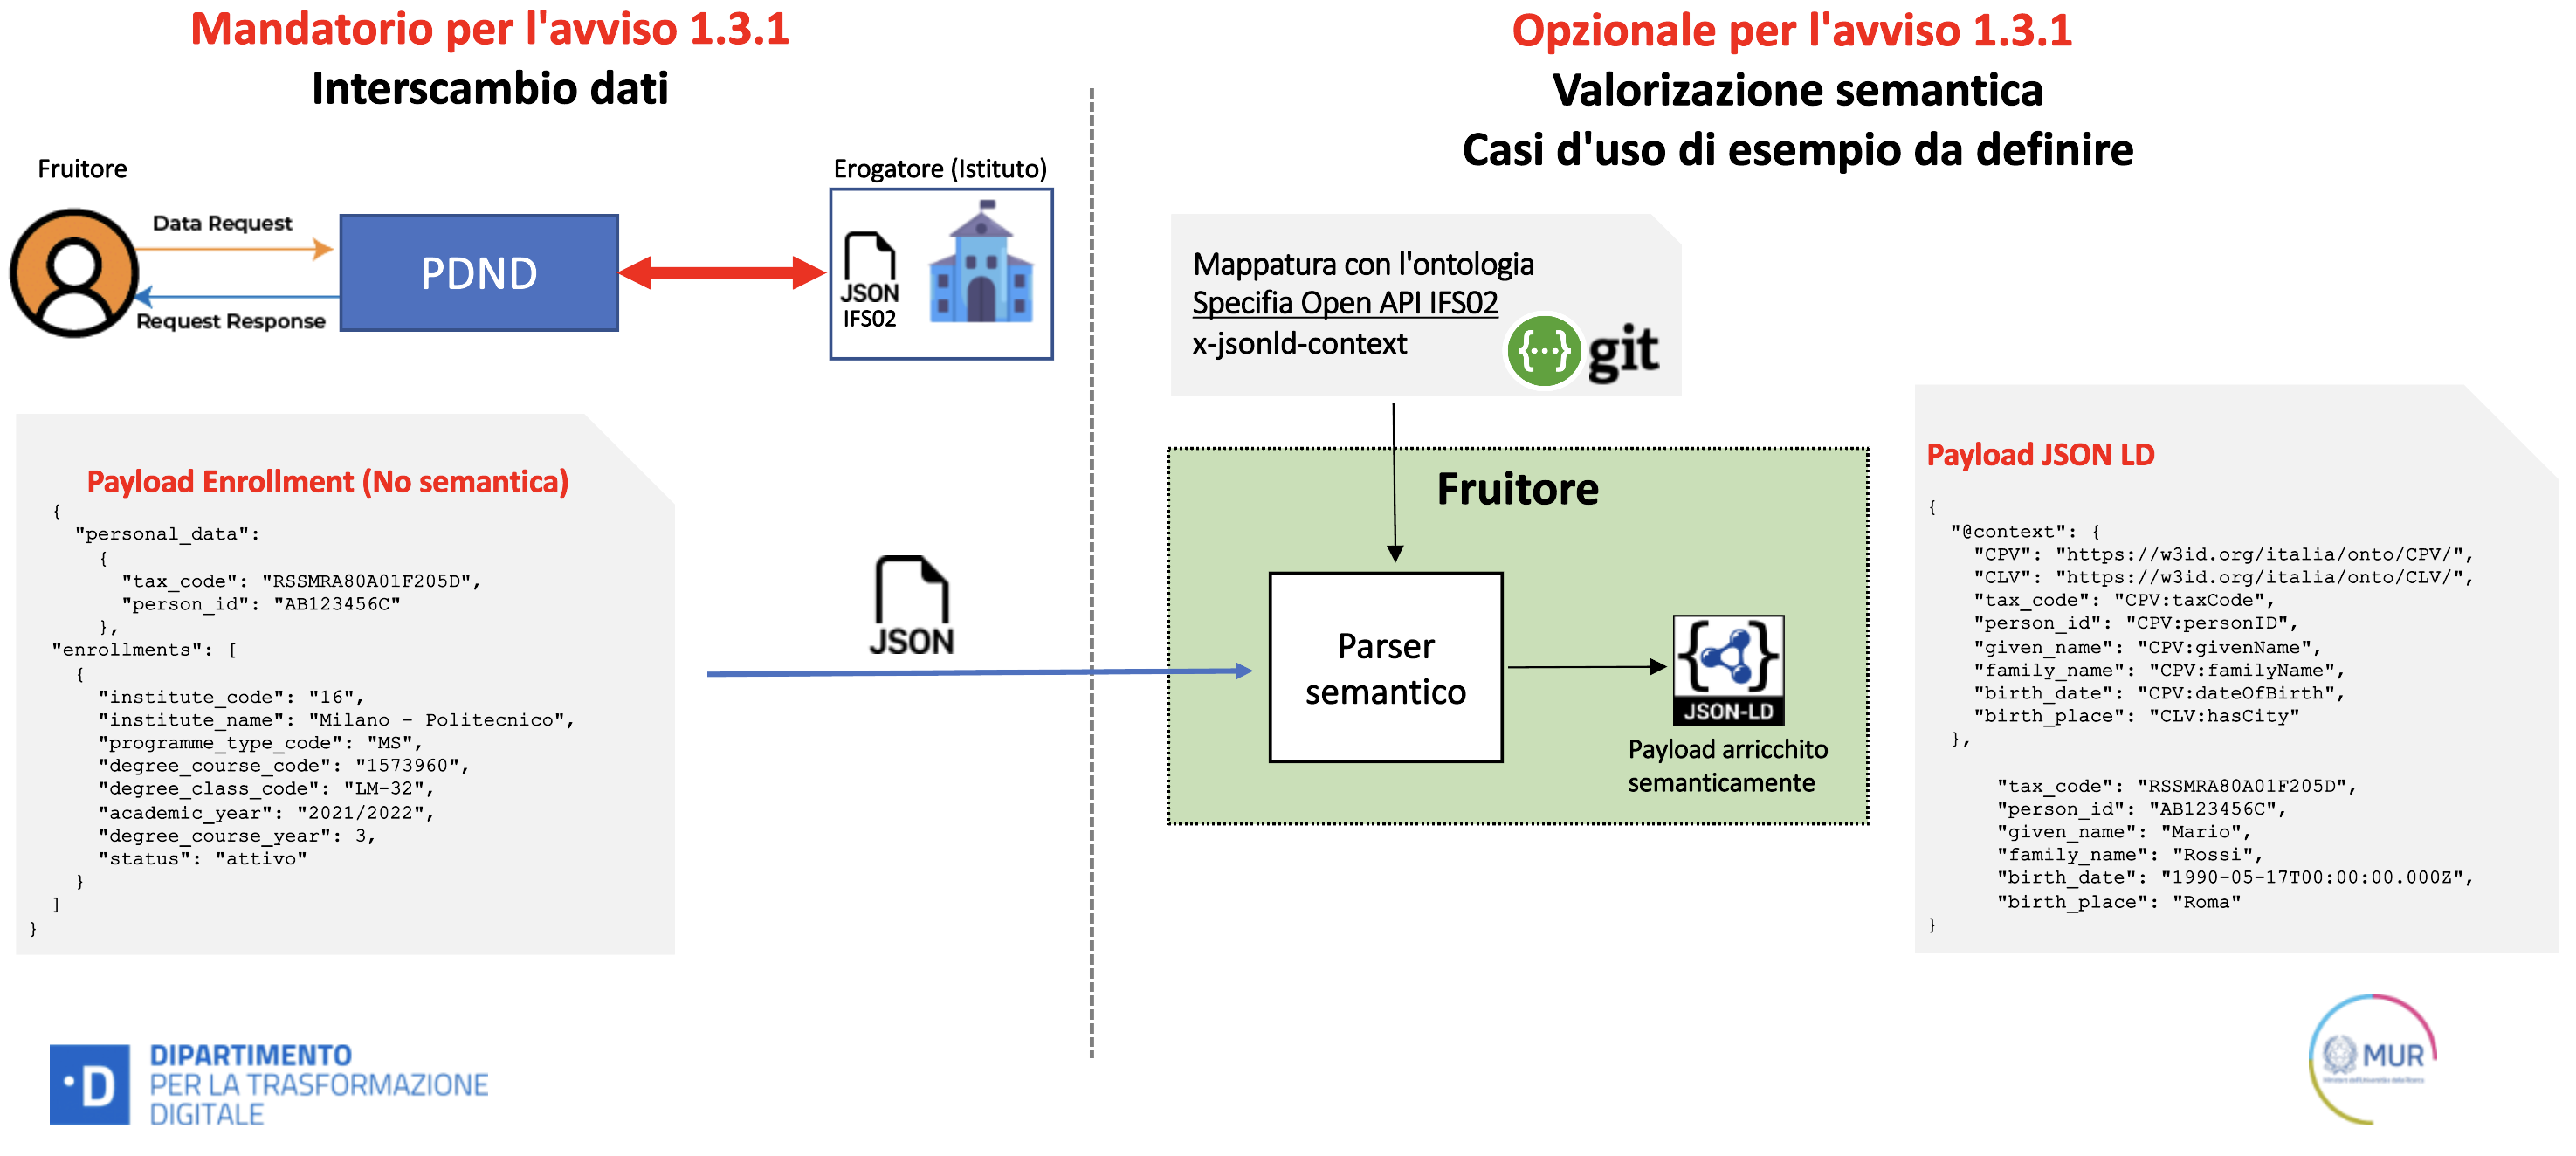 Mandatorio per l'avviso 1.3.1
Interscambio dati
Fruitore
Data Request
Request Response
PDND
Erogatore (Istituto)
JSON
IFS02
Payload Enrollment (No semantica)
{
"personal_data":
{
"tax_code": "RSSMRA80A01F205D",
"person_id": "AB123456C"
},
"enrollments": [
{
"institute_code": "16",
"institute_name": "Milano - Politecnico",
"programme_type_code": "MS",
"degree_course_code": "1573960",
"degree_class_code": "LM-32",
"academic_year": "2021/2022",
"degree_course_year": 3,
"status": "attivo"
}
]
}
JSON
Opzionale per l'avviso 1.3.1
Valorizazione semantica
Casi d'uso di esempio da definire
Mappatura con l'ontologia
Specifia Open API IFS02
x-jsonld-context
{···}
git
Fruitore
Parser
semantico
{ }
JSON-LD
Payload arricchito
semanticamente
Payload JSON LD
{
"@context": {
"CPV": "https://w3id.org/italia/onto/CPV/",
"CLV": "https://w3id.org/italia/onto/CLV/",
"tax_code": "CPV:taxCode",
"person_id": "CPV:personID",
"given_name": "CPV:givenName",
"family_name": "CPV:familyName",
"birth_date": "CPV:dateOfBirth",
"birth_place": "CLV:hasCity"
},
"tax_code": "RSSMRA80A01F205D",
"person_id": "AB123456C",
"given_name": "Mario",
"family_name": "Rossi",
"birth_date": "1990-05-17T00:00:00.000Z",
"birth_place": "Roma"
}
·D
DIPARTIMENTO
PER LA TRASFORMAZIONE
DIGITALE
MUR
Ministero dell'Università e della Ricerca